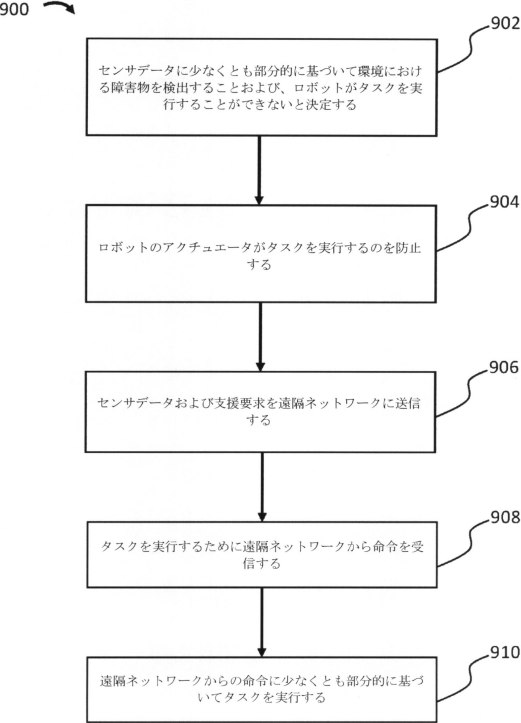 900
902
センサデータに少なくとも部分的に基づいて環境におけ
る障害物を検出することおよび、ロボットがタスクを実
行することができないと決定する
904
ロボットのアクチュエータがタスクを実行するのを防止
する
906
センサデータおよび支援要求を遠隔ネットワークに送信
する
908
タスクを実行するために遠隔ネットワークから命令を受
信する
910
遠隔ネットワークからの命令に少なくとも部分的に基づ
いてタスクを実行する